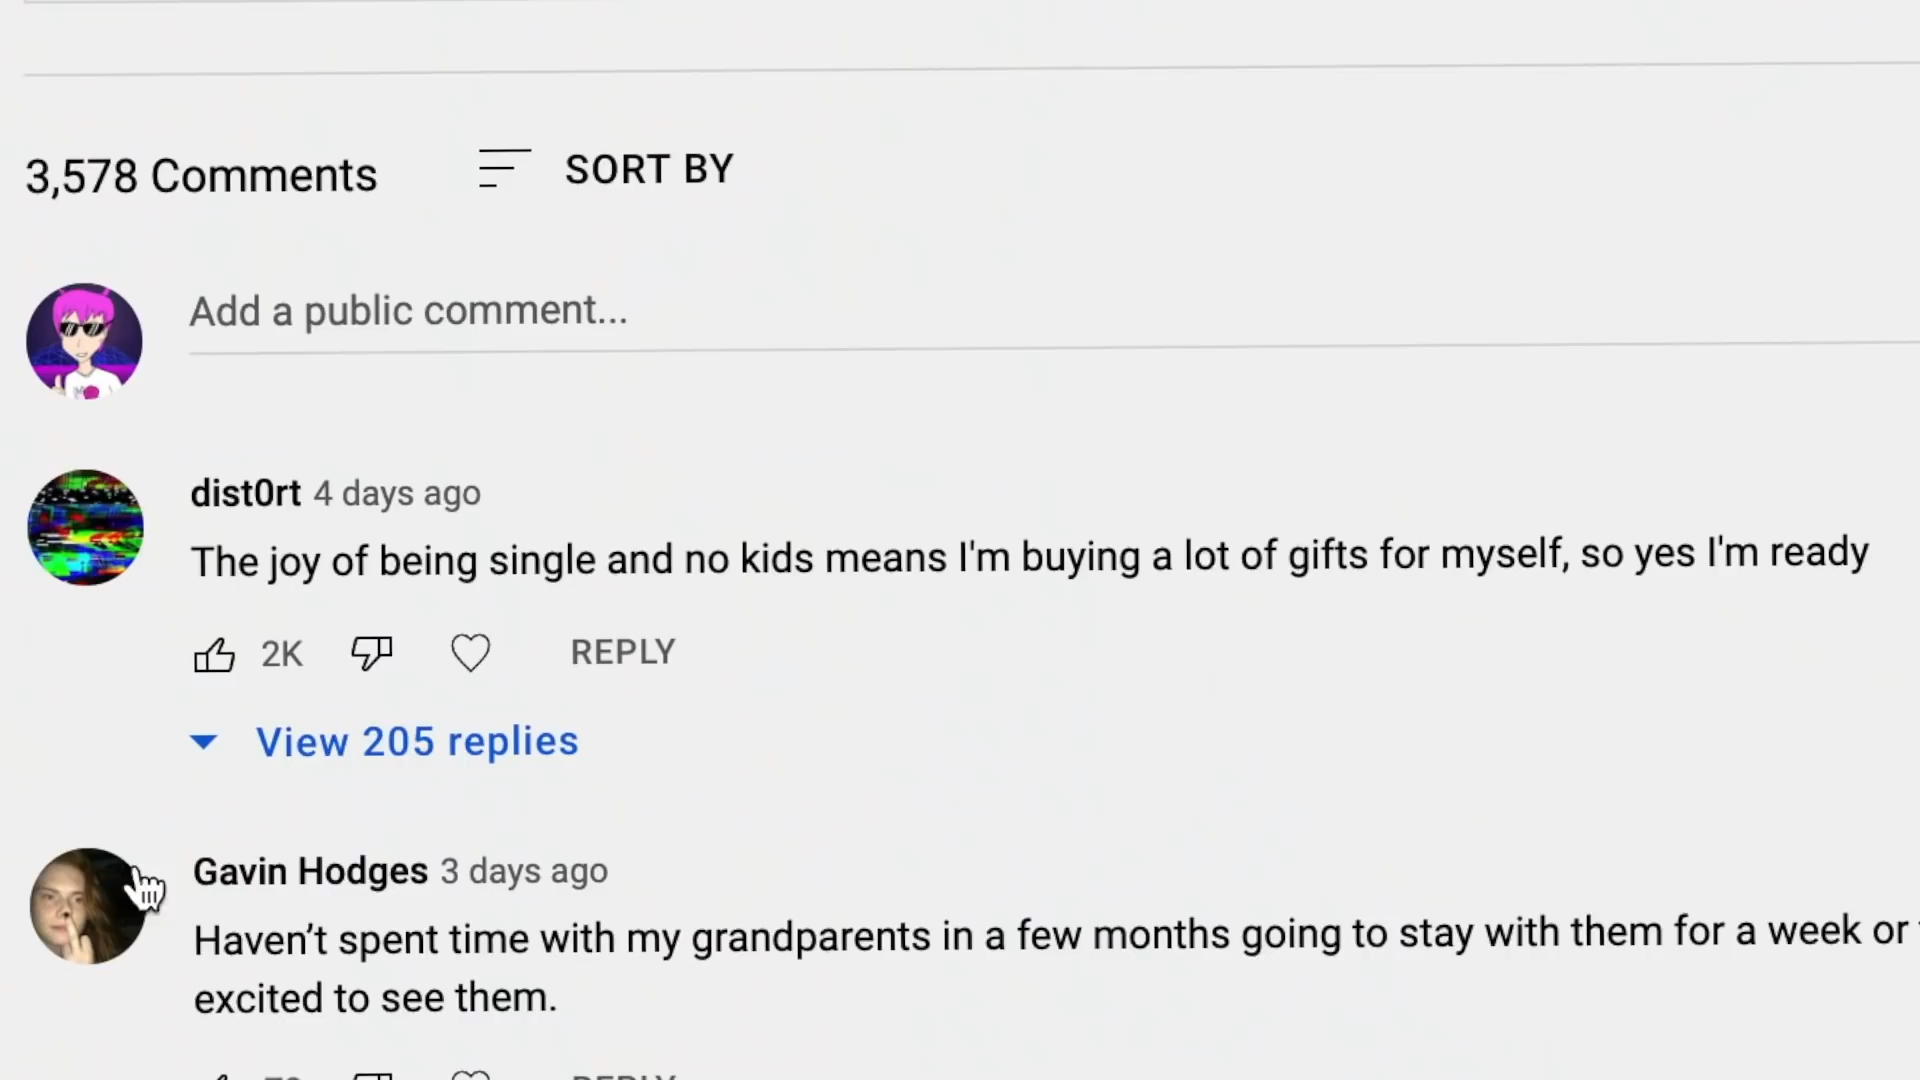 3,578 Comments SORT BY
Add a public comment...
dist0rt 4 days ago
The joy of being single and no kids means I'm buying a lot of gifts for myself, so yes I'm ready
2K REPLY
View 205 replies
Gavin Hodges 3 days ago
Haven’t spent time with my grandparents in a few months going to stay with them for a week or
excited to see them.
REPLY